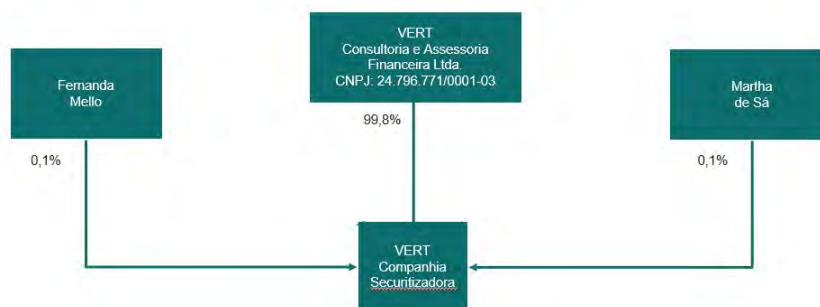 VERT
Consultoria e Assessoria
Financeira Ltda.
CNPJ: 24.796.771/0001-03
Fernanda
Mello
Martha
de Sá
99,8%
0,1%
0,1%
VERT
Companhia
Securitizadora